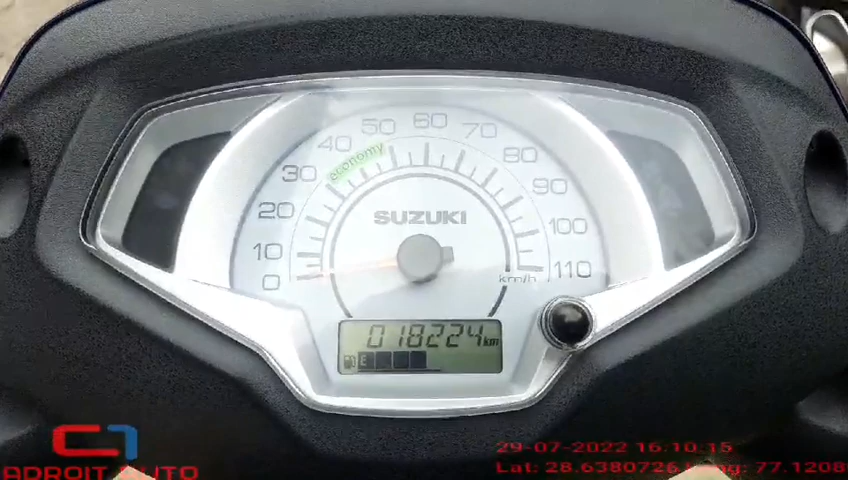 0
10
20
30
40
50
60
70
80
90
100
110
economy
SUZUKI
km/h
018224 km
E
ADROIT AUTO
29-07-2022 16:10:15
Lat: 28.6380726, Long: 77.1208